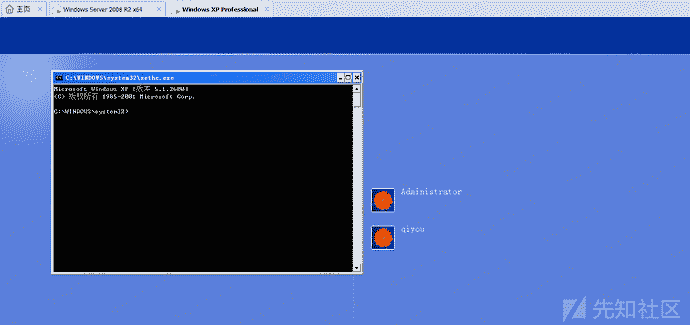 主页
Windows Server 2008 R2 x64
Windows XP Professional
C:\WINDOWS\system32\sethc.exe
Microsoft Windows XP [版本 5.1.2600]
(C) 版权所有 1985-2001 Microsoft Corp.
C:\WINDOWS\system32>
Administrator
qiyou
先知社区